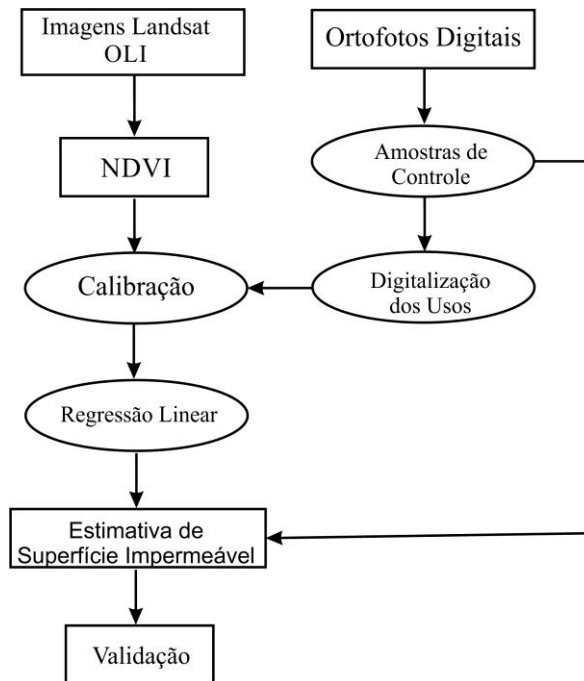 Imagens Landsat
OLI
Ortofotos Digitais
NDVI
Amostras de
Controle
Calibração
Digitalização
dos Usos
Regressão Linear
Estimativa de
Superfície Impermeável
Validação